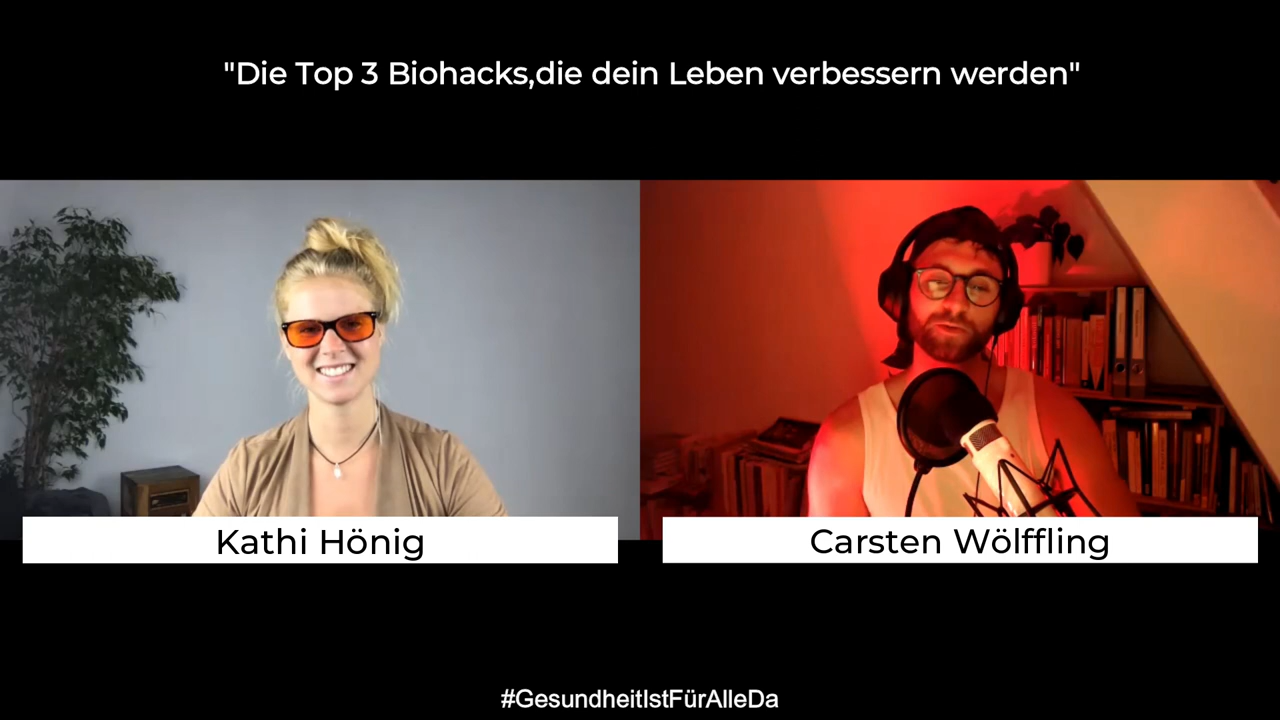 "Die Top 3 Biohacks,die dein Leben verbessern werden"
Kathi Hönig
Carsten Wölffling
#GesundheitIstFürAlleDa